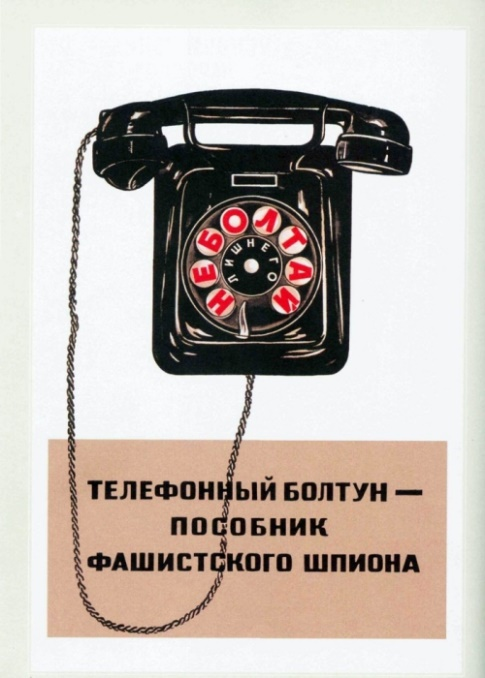 НЕ БОЛТАЙ
ЛИШНЕГО
ТЕЛЕФОННЫЙ БОЛТУН —
ПОСОБНИК
ФАШИСТСКОГО ШПИОНА